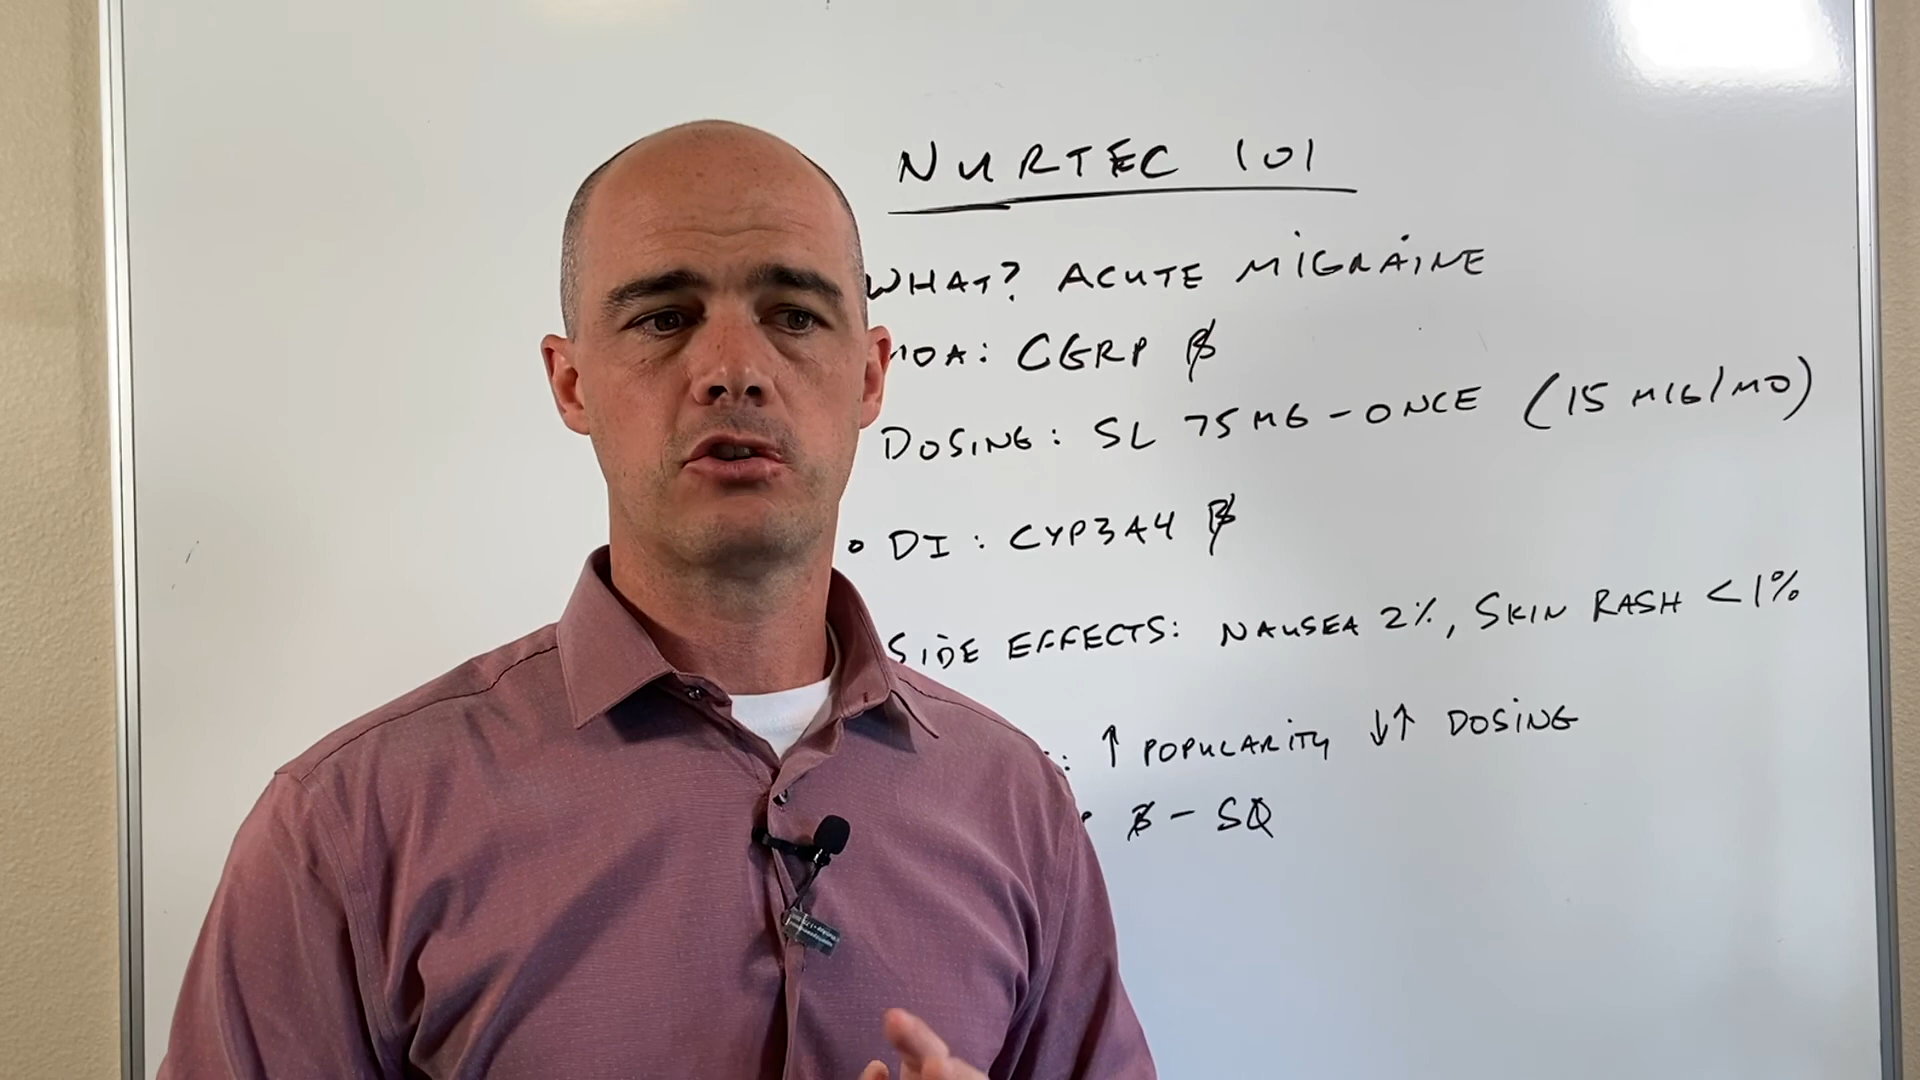 NURTEC 101
WHAT? ACUTE MIGRAINE
MOA: CGRP
DOSING: SL 75MG - ONCE (15 MIG/MO)
• DI: CYP3A4
SIDE EFFECTS: NAUSEA 2%, SKIN RASH <1%
: ↑ POPULARITY ↓↑ DOSING
- SQ